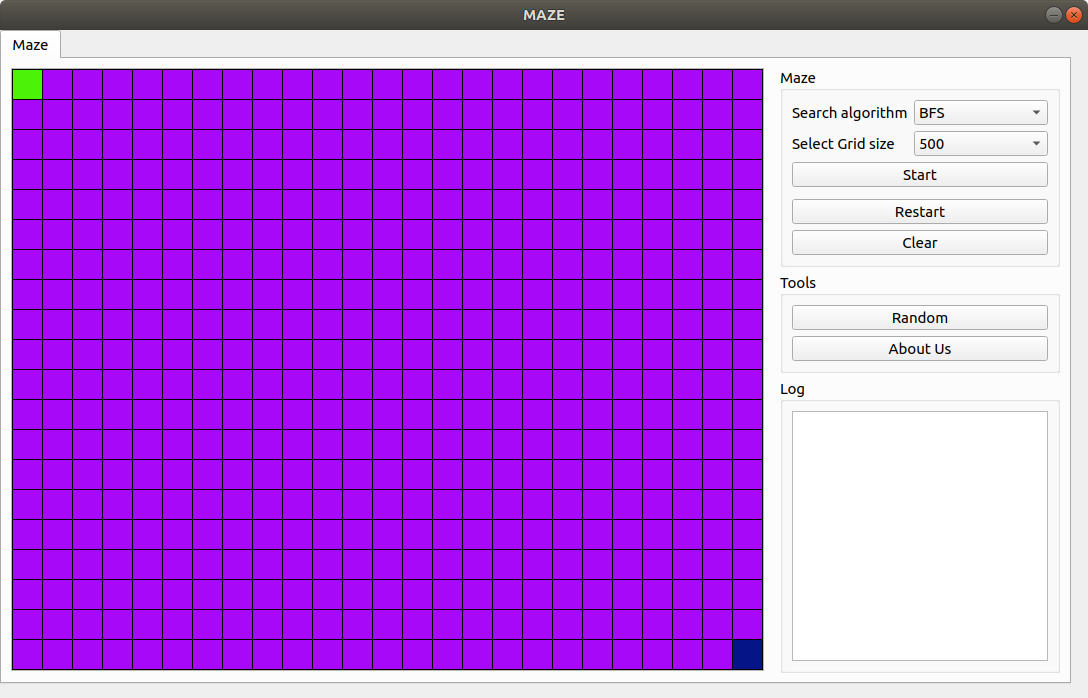 MAZE
Maze
Maze
Search algorithm BFS
Select Grid size 500
Start
Restart
Clear
Tools
Random
About Us
Log